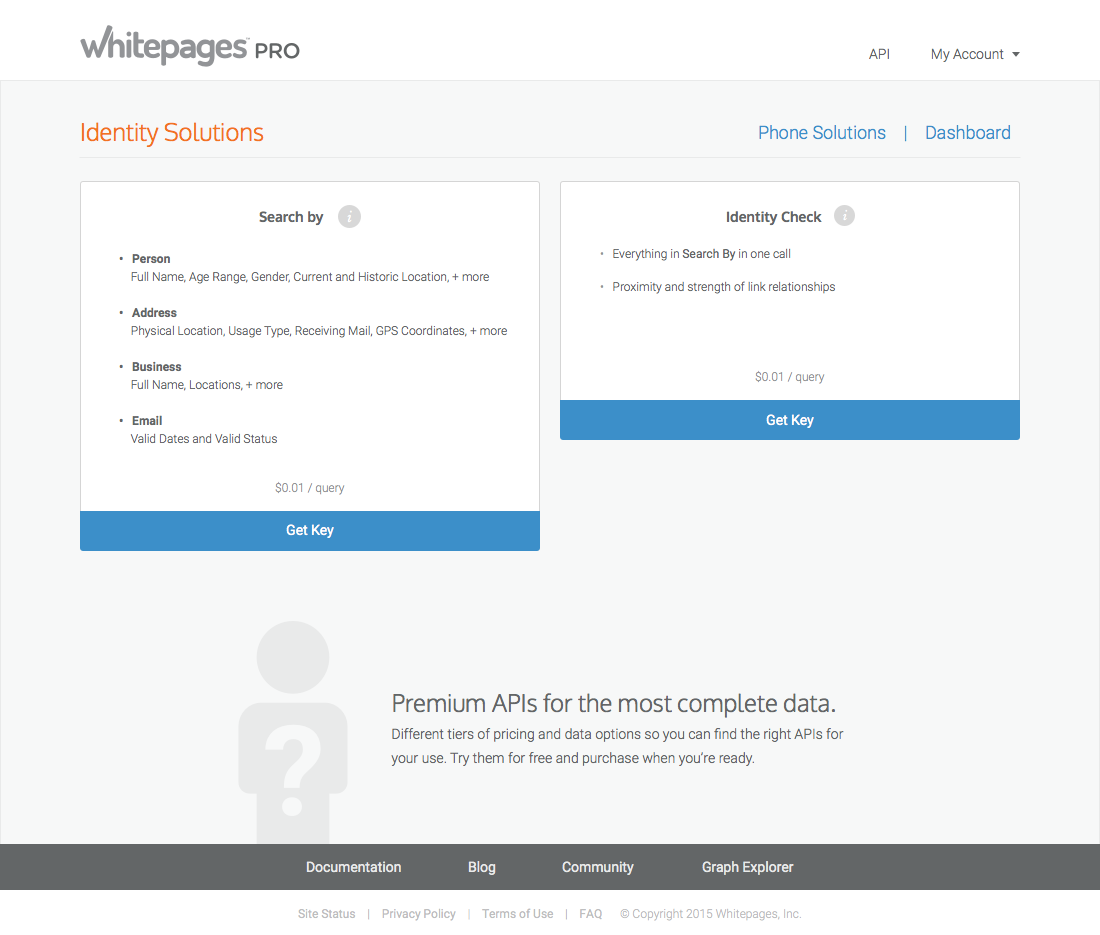 whitepages™ PRO
API
My Account
Identity Solutions
Phone Solutions | Dashboard
Search by i
• Person
Full Name, Age Range, Gender, Current and Historic Location, + more
• Address
Physical Location, Usage Type, Receiving Mail, GPS Coordinates, + more
• Business
Full Name, Locations, + more
• Email
Valid Dates and Valid Status
$0.01 / query
Get Key
Identity Check i
• Everything in Search By in one call
• Proximity and strength of link relationships
$0.01 / query
Get Key
?
Premium APIs for the most complete data.
Different tiers of pricing and data options so you can find the right APIs for
your use. Try them for free and purchase when you’re ready.
Documentation
Blog
Community
Graph Explorer
Site Status | Privacy Policy | Terms of Use | FAQ © Copyright 2015 Whitepages, Inc.